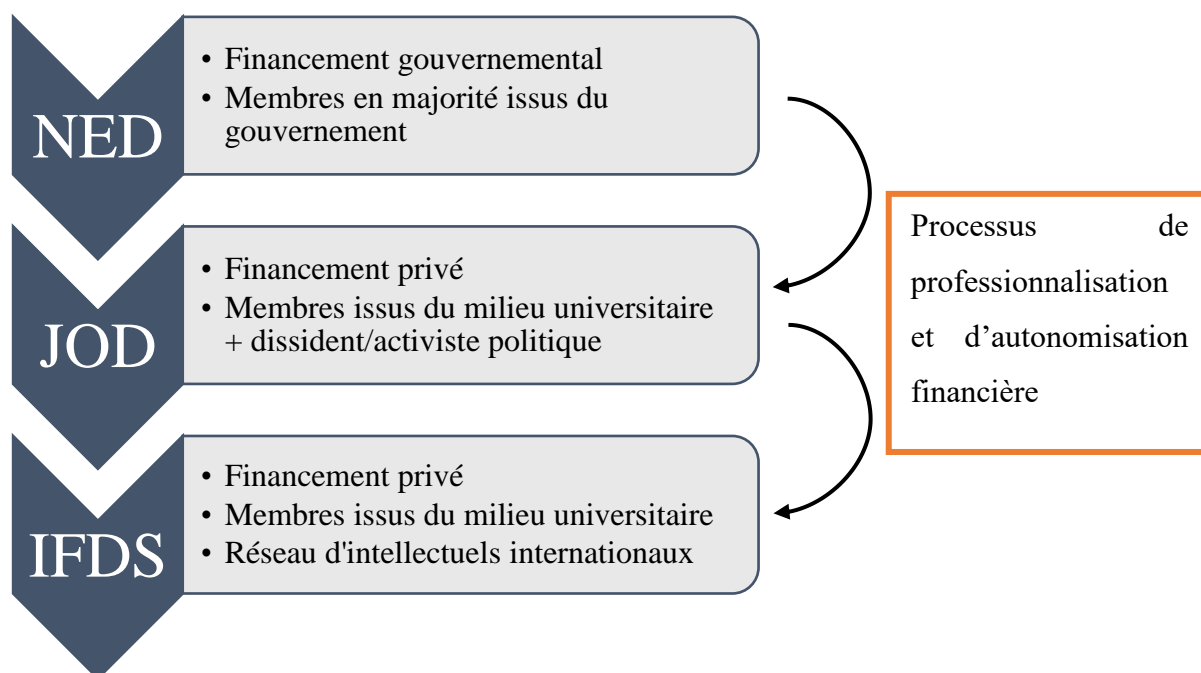 NED
• Financement gouvernemental
• Membres en majorité issus du
gouvernement
JOD
• Financement privé
• Membres issus du milieu universitaire
+ dissident/activiste politique
IFDS
• Financement privé
• Membres issus du milieu universitaire
• Réseau d'intellectuels internationaux
Processus de
professionnalisation
et d’autonomisation
financière